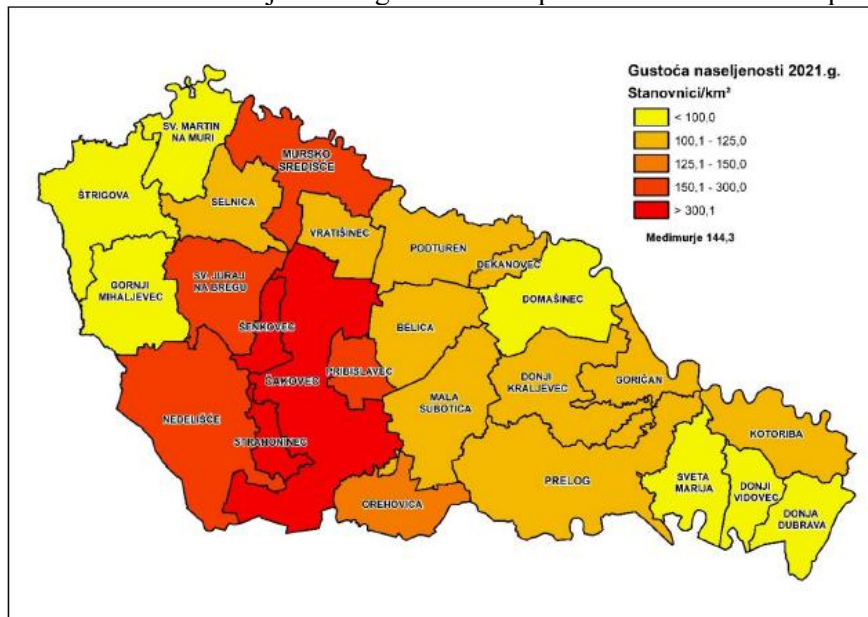 Gustoća naseljenosti 2021.g.
Stanovnici/km²
< 100,0
100,1 - 125,0
125,1 - 150,0
150,1 - 300,0
> 300,1
Međimurje 144,3
SV. MARTIN
NA MURI
MURSKO
SREDIŠĆE
ŠTRIGOVA
SELNICA
VRATIŠINEC
PODTUREN
DEKANOVEC
GORNJI
MIHALJEVEC
SV. JURAJ
NA BREGU
DOMAŠINEC
ŠENKOVEC
BELICA
ČAKOVEC
PRIBISLAVEC
DONJI
KRALJEVEC
GORIČAN
MALA
SUBOTICA
NEDELIŠĆE
STRAHONINEC
KOTORIBA
OREHOVICA
PRELOG
SVETA
MARIJA
DONJI
VIDOVEC
DONJA
DUBRAVA